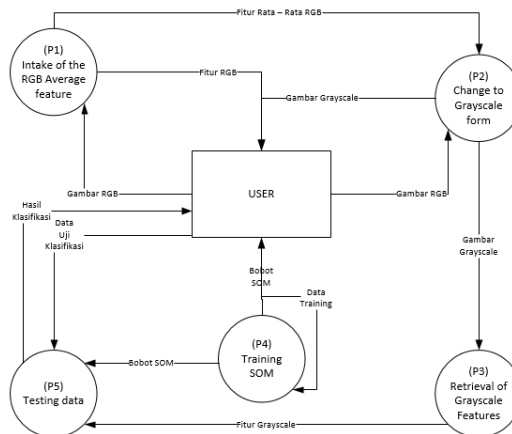 Fitur Rata – Rata RGB
(P1)
Intake of the
RGB Average
feature
Fitur RGB
Gambar Grayscale
(P2)
Change to
Grayscale
form
Gambar RGB
USER
Gambar RGB
Hasil
Klasifikasi
Data
Uji
Klasifikasi
Gambar
Grayscale
Bobot
SOM
Data
Training
(P4)
Training
SOM
Bobot SOM
(P5)
Testing data
(P3)
Retrieval of
Grayscale
Features
Fitur Grayscale